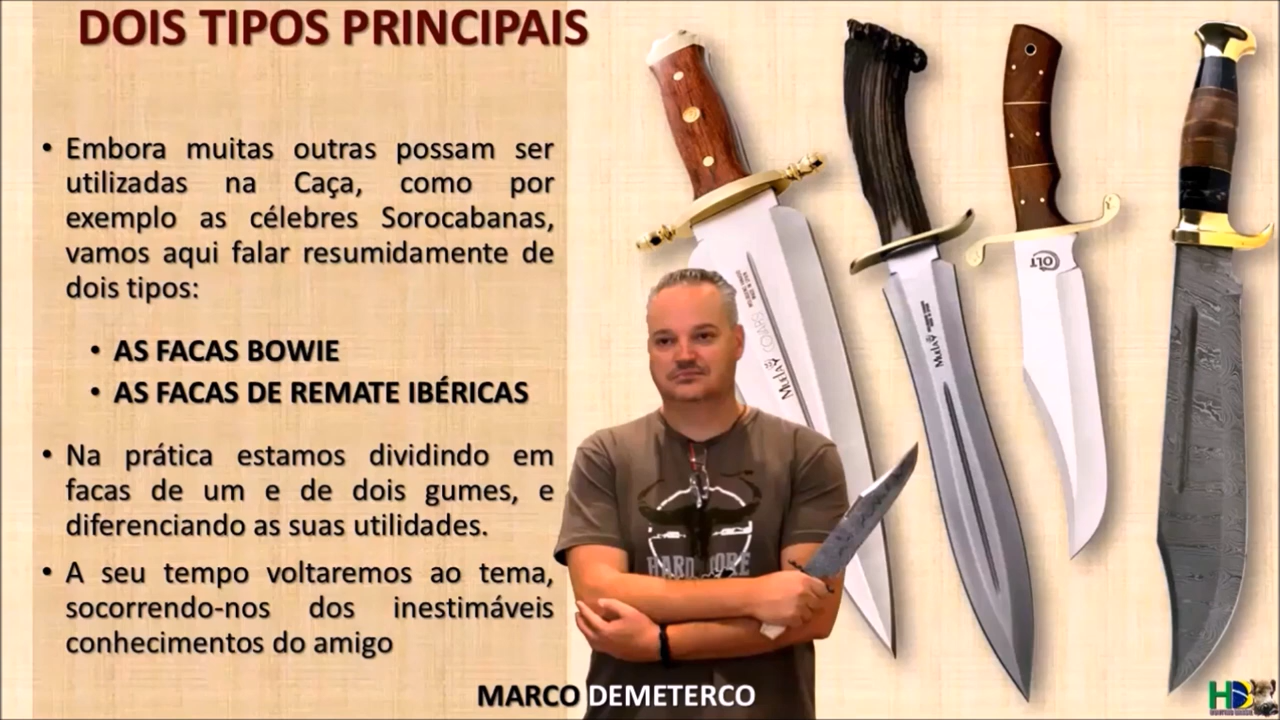 DOIS TIPOS PRINCIPAIS
• Embora muitas outras possam ser
utilizadas na Caça, como por
exemplo as célebres Sorocabanas,
vamos aqui falar resumidamente de
dois tipos:
• AS FACAS BOWIE
• AS FACAS DE REMATE IBÉRICAS
• Na prática estamos dividindo em
facas de um e de dois gumes, e
diferenciando as suas utilidades.
• A seu tempo voltaremos ao tema,
socorrendo-nos dos inestimáveis
conhecimentos do amigo
MARCO DEMETERCO
Muela
Muela
COLT